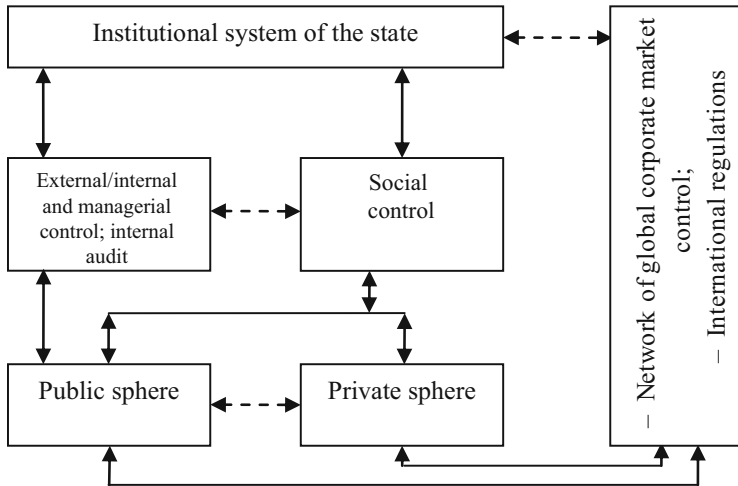 Institutional system of the state
External/internal
and managerial
control; internal
audit
Social
control
Public sphere
Private sphere
– Network of global corporate market
control;
– International regulations